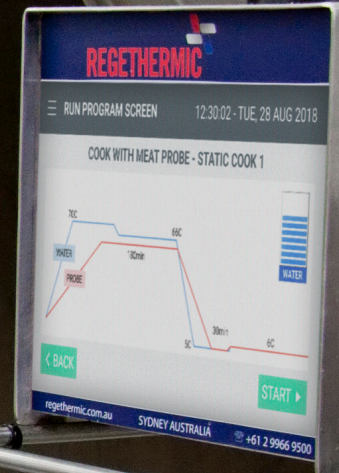 REGETHERMIC
RUN PROGRAM SCREEN 12:30:02 - TUE, 28 AUG 2018
COOK WITH MEAT PROBE - STATIC COOK 1
70C
66C
WATER
180min
PROBE
WATER
30min
5C
6C
< BACK
START
regethermic.com.au SYDNEY AUSTRALIA +61 2 9966 9500